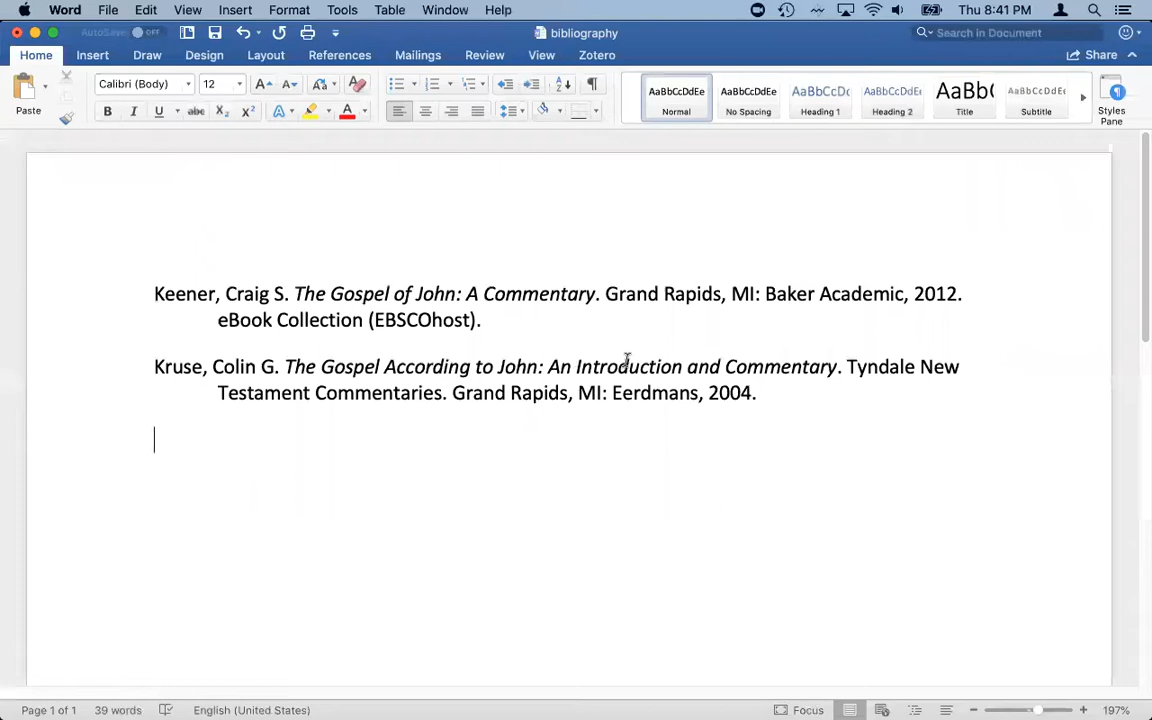 Word File Edit View Insert Format Tools Table Window Help Thu 8:41 PM
AutoSave OFF bibliography Search in Document
Home Insert Draw Design Layout References Mailings Review View Zotero Share
Paste Calibri (Body) 12 AaBbCcDdEe AaBbCcDdEe AaBbCcDc AaBbCcDdEe AaBb( AaBbCcDdEe Styles Pane
Normal No Spacing Heading 1 Heading 2 Title Subtitle
Keener, Craig S. The Gospel of John: A Commentary. Grand Rapids, MI: Baker Academic, 2012.
eBook Collection (EBSCOhost).
Kruse, Colin G. The Gospel According to John: An Introduction and Commentary. Tyndale New
Testament Commentaries. Grand Rapids, MI: Eerdmans, 2004.
Page 1 of 1 39 words English (United States) Focus 197%